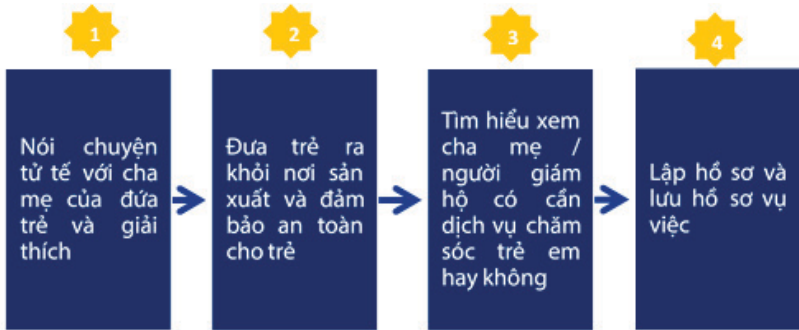 1
Nói chuyện
tử tế với cha
mẹ của đứa
trẻ và giải
thích
2
Đưa trẻ ra
khỏi nơi sản
xuất và đảm
bảo an toàn
cho trẻ
3
Tìm hiểu xem
cha mẹ /
người giám
hộ có cần
dịch vụ chăm
sóc trẻ em
hay không
4
Lập hồ sơ và
lưu hồ sơ vụ
việc